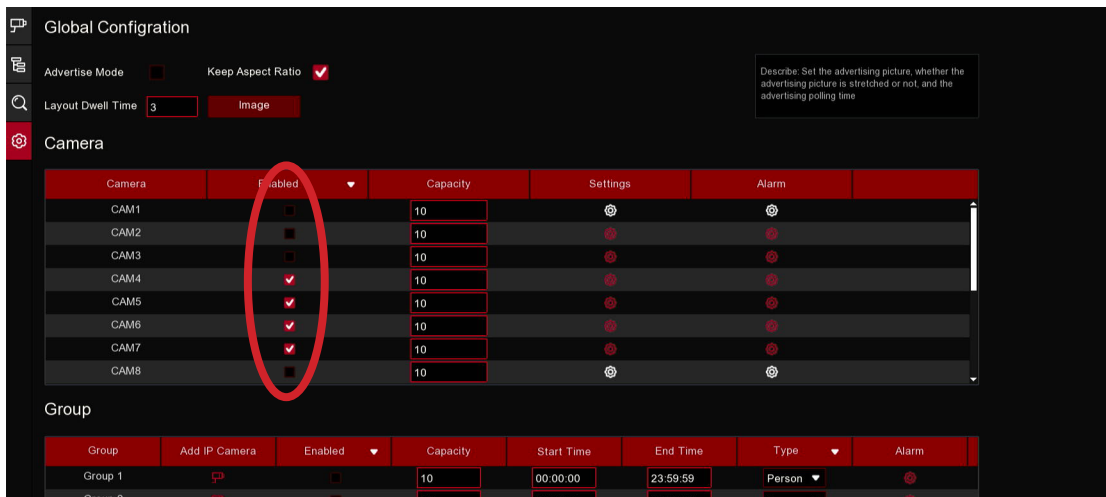 Global Configration
Advertise Mode Keep Aspect Ratio
Describe: Set the advertising picture, whether the
advertising picture is stretched or not, and the
advertising polling time
Layout Dwell Time 3 Image
Camera
Camera Enabled Capacity Settings Alarm
CAM1 10
CAM2 10
CAM3 10
CAM4 10
CAM5 10
CAM6 10
CAM7 10
CAM8 10
Group
Group Add IP Camera Enabled Capacity Start Time End Time Type Alarm
Group 1 10 00:00:00 23:59:59 Person